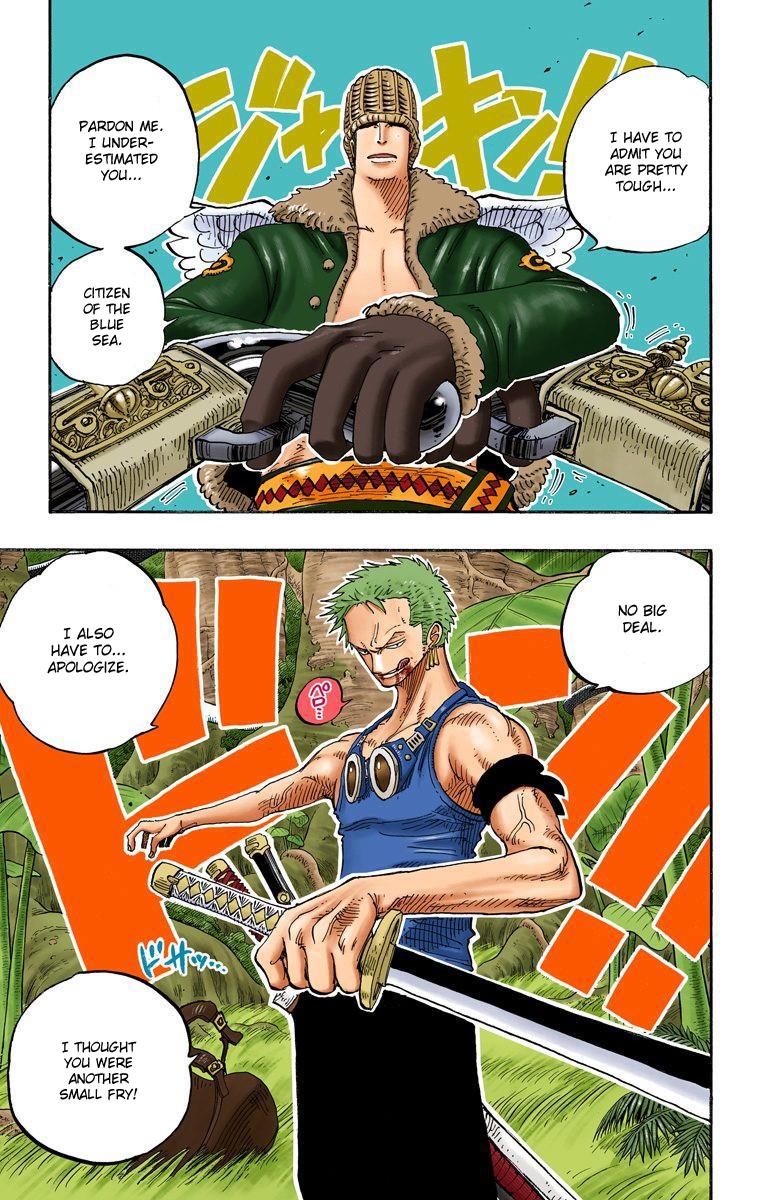 I HAVE TO
ADMIT YOU
ARE PRETTY
TOUGH...
ジャキン!!
PARDON ME.
I UNDER-
ESTIMATED
YOU...
CITIZEN
OF THE
BLUE
SEA.
NO BIG
DEAL.
ドン!!!
ペロ...
I ALSO
HAVE TO...
APOLOGIZE.
ドサッ...
I THOUGHT
YOU WERE
ANOTHER
SMALL FRY!